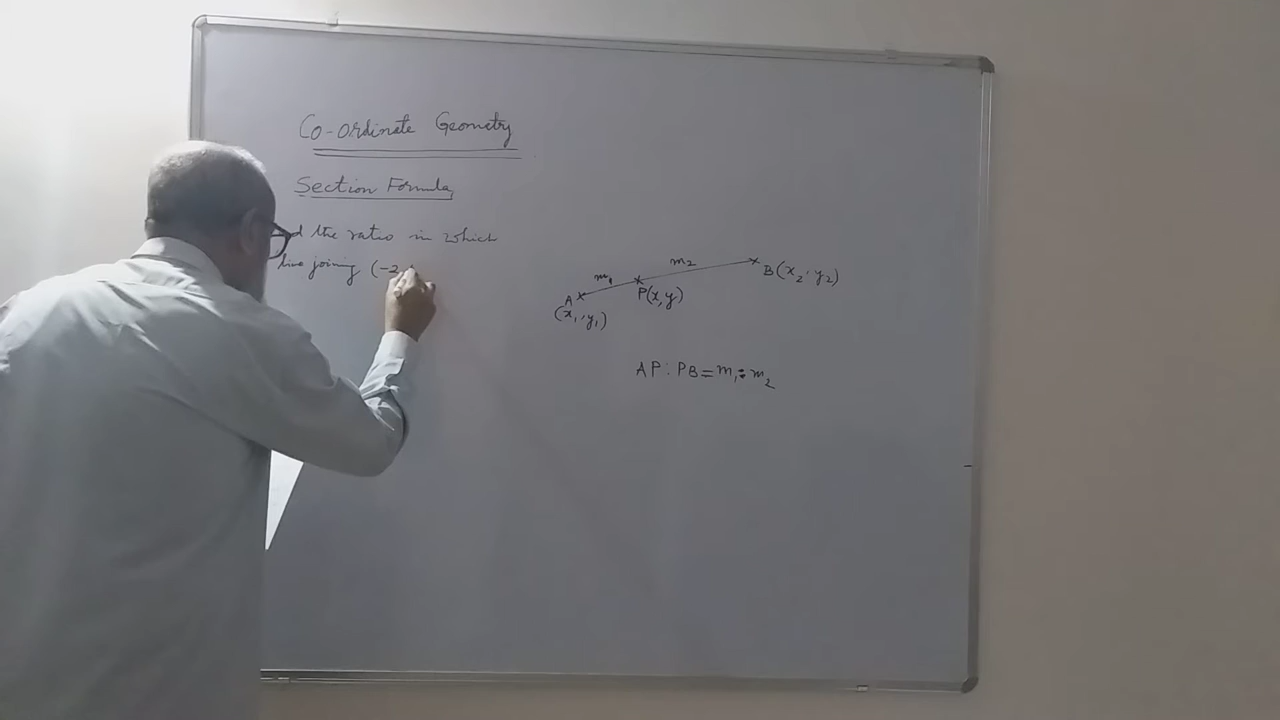 Co-ordinate Geometry
Section Formula,
the ratio in which
line joining (-2,
m1 m2
A P(x,y) B(x2, y2)
(x1, y1)
AP : PB = m1 : m2